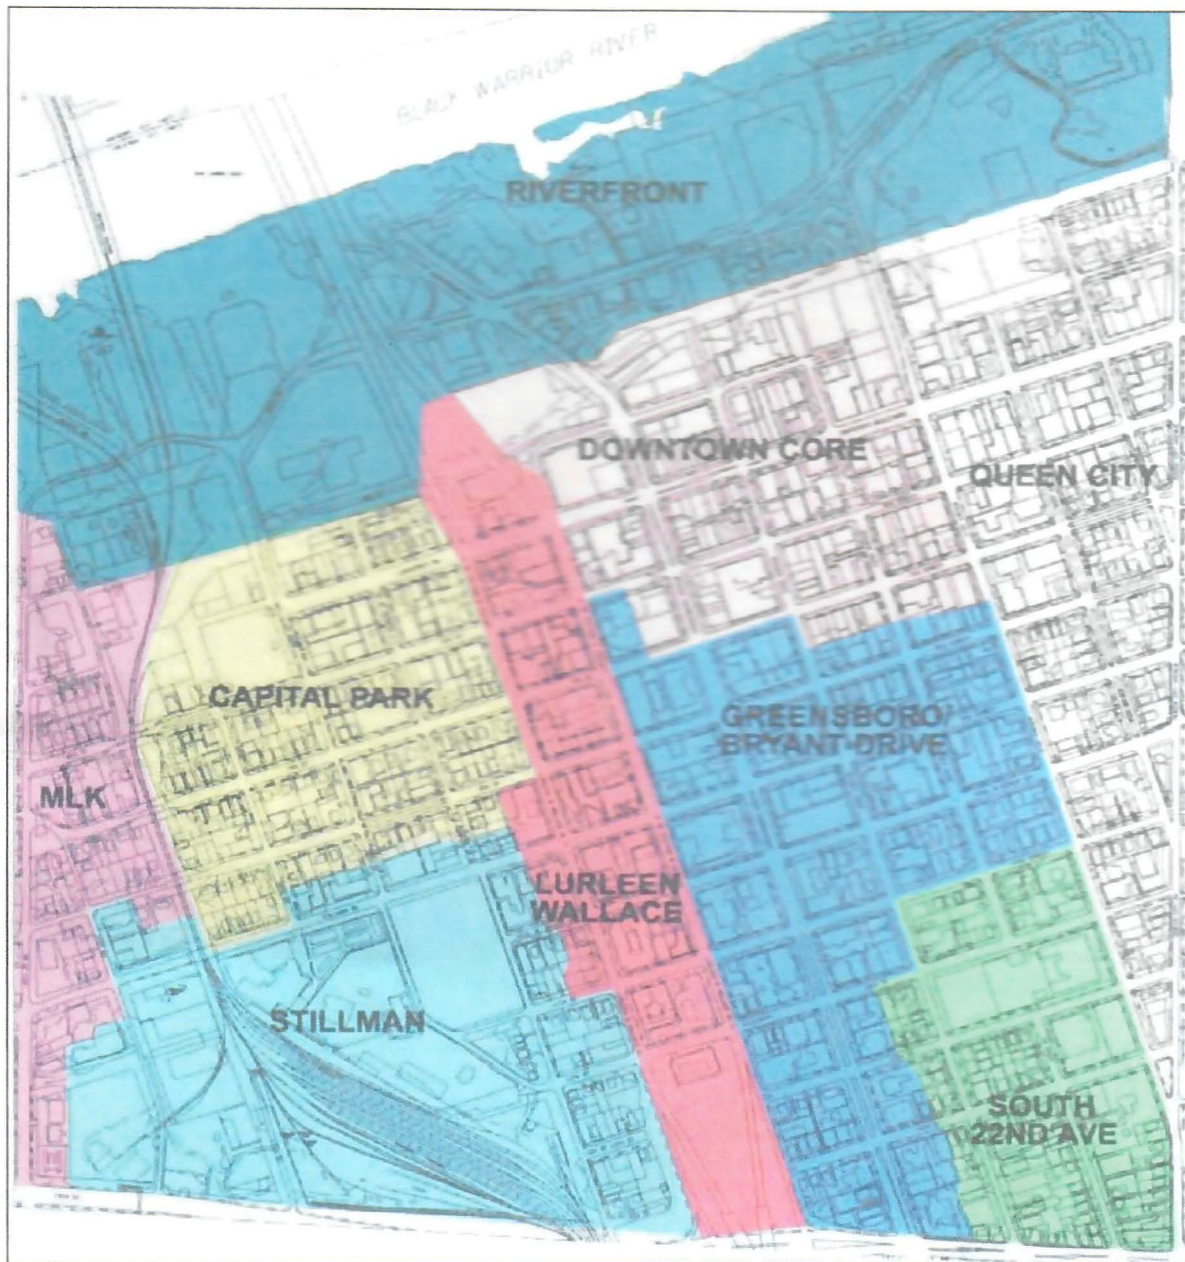 BLACK WARRIOR RIVER
RIVERFRONT
DOWNTOWN CORE
QUEEN CITY
CAPITAL PARK
GREENSBORO/
BRYANT DRIVE
MLK
LURLEEN
WALLACE
STILLMAN
SOUTH
22ND AVE